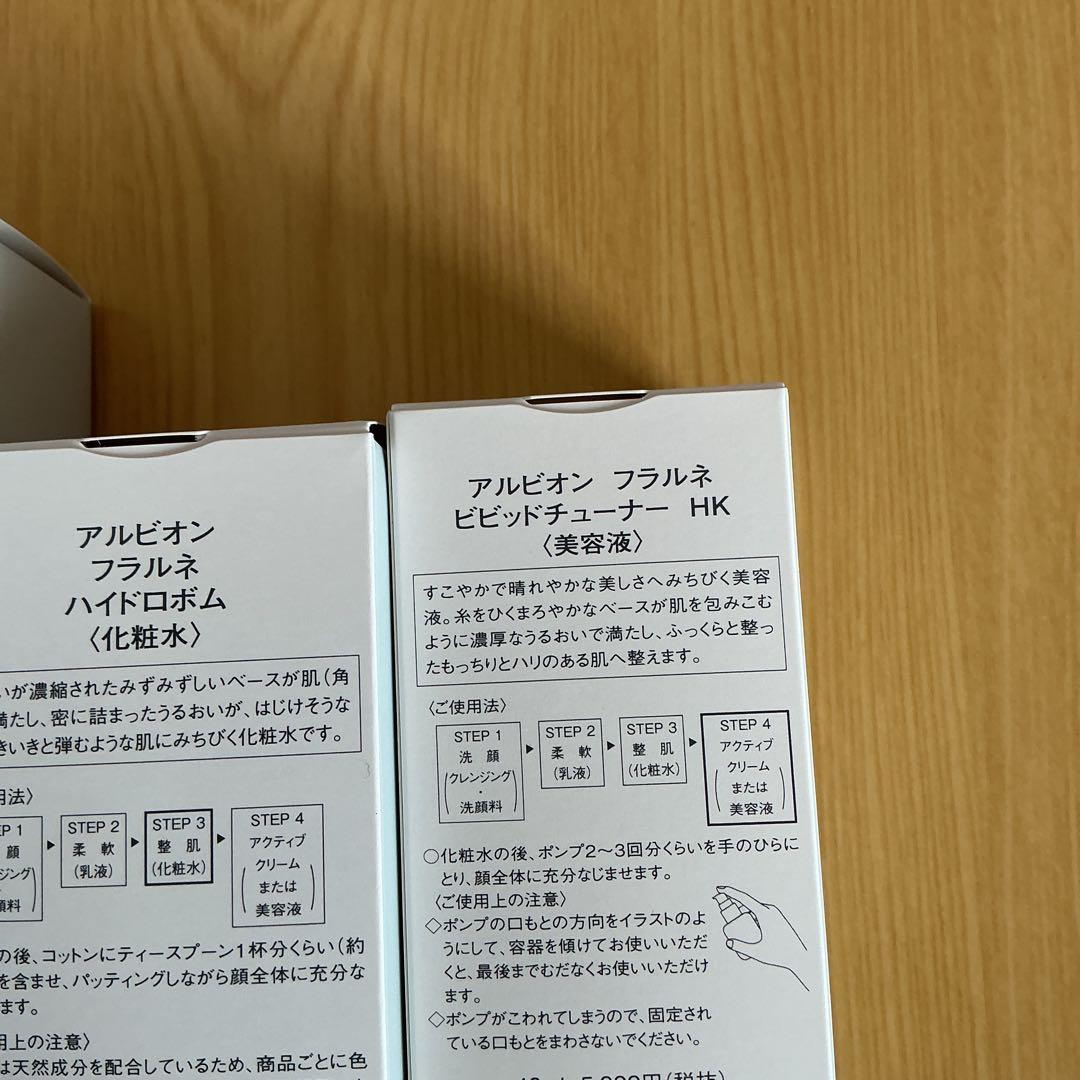 アルビオン
フラルネ
ハイドロボム
〈化粧水〉
いが濃縮されたみずみずしいベースが肌（角
満たし、密に詰まったうるおいが、はじけそうな
きいきと弾むような肌にみちびく化粧水です。
用法〉
EP 1
顔
ジング
顔料
STEP 2
柔 軟
(乳液)
STEP 3
整 肌
(化粧水)
STEP 4
アクティブ
クリーム
または
美容液
の後、コットンにティースプーン1杯分くらい（約
を含ませ、パッティングしながら顔全体に充分な
ます。
用上の注意〉
は天然成分を配合しているため、商品ごとに色
アルビオン フラルネ
ビビッドチューナー HK
〈美容液〉
すこやかで晴れやかな美しさへみちびく美容
液。糸をひくまろやかなベースが肌を包みこむ
ように濃厚なうるおいで満たし、ふっくらと整っ
たもっちりとハリのある肌へ整えます。
〈ご使用法〉
STEP 1
洗 顔
クレンジング
・
洗顔料
STEP 2
柔 軟
(乳液)
STEP 3
整 肌
(化粧水)
STEP 4
アクティブ
クリーム
または
美容液
○化粧水の後、ポンプ2〜3回分くらいを手のひらに
とり、顔全体に充分なじませます。
〈ご使用上の注意〉
◇ポンプの口もとの方向をイラストのよ
うにして、容器を傾けてお使いいただ
くと、最後までむだなくお使いいただけ
ます。
◇ポンプがこわれてしまうので、固定され
ている口もとをまわさないでください。